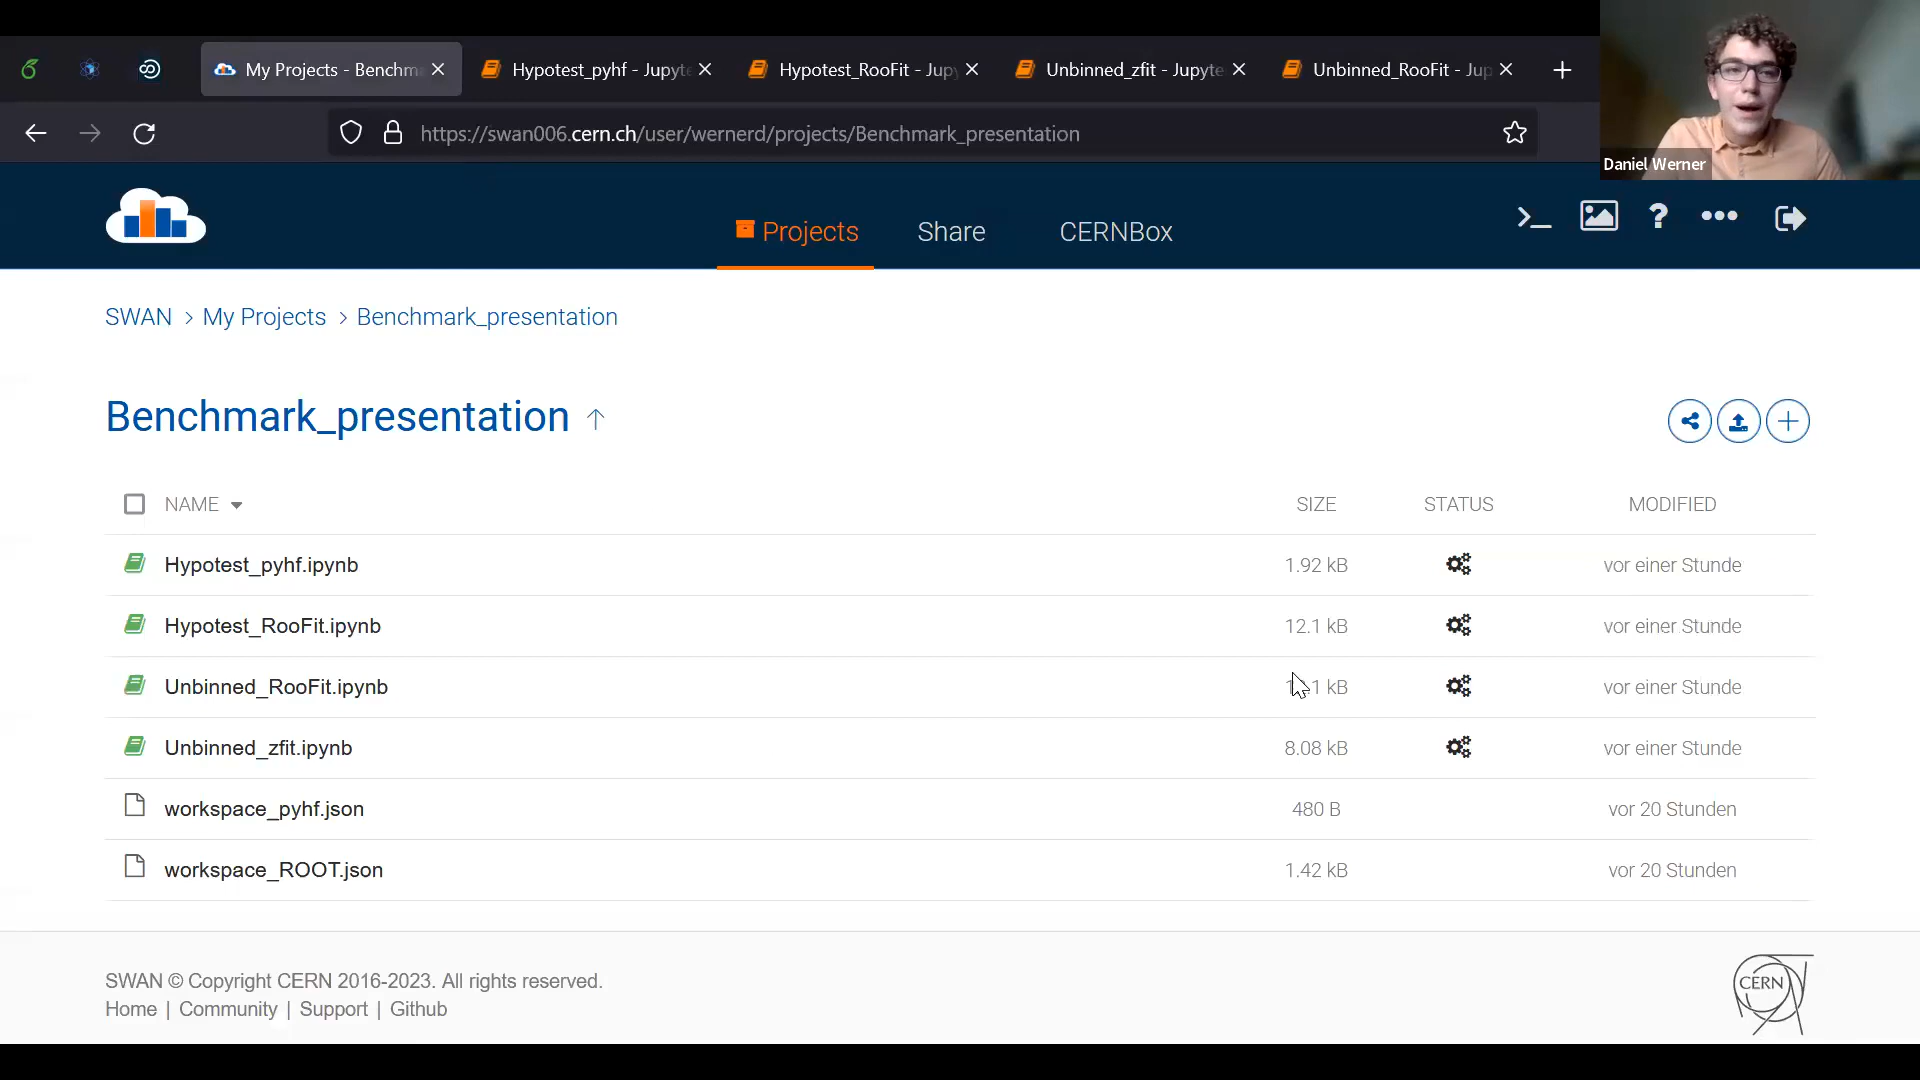 My Projects - Benchm
Hypotest_pyhf - Jupyte
Hypotest_RooFit - Jup
Unbinned_zfit - Jupyte
Unbinned_RooFit - Jup
https://swan006.cern.ch/user/wernerd/projects/Benchmark_presentation
Daniel Werner
Projects
Share
CERNBox
SWAN > My Projects > Benchmark_presentation
Benchmark_presentation ↑
NAME SIZE STATUS MODIFIED
Hypotest_pyhf.ipynb 1.92 kB vor einer Stunde
Hypotest_RooFit.ipynb 12.1 kB vor einer Stunde
Unbinned_RooFit.ipynb kB vor einer Stunde
Unbinned_zfit.ipynb 8.08 kB vor einer Stunde
workspace_pyhf.json 480 B vor 20 Stunden
workspace_ROOT.json 1.42 kB vor 20 Stunden
SWAN © Copyright CERN 2016-2023. All rights reserved.
Home | Community | Support | Github
CERN